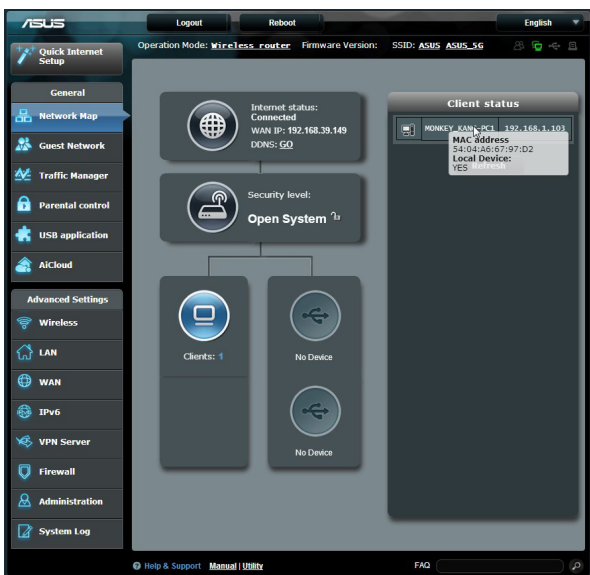 ASUS
Logout
Reboot
English
Quick Internet
Setup
Operation Mode: Wireless router Firmware Version: SSID: ASUS ASUS_5G
General
Network Map
Guest Network
Traffic Manager
Parental control
USB application
AiCloud
Advanced Settings
Wireless
LAN
WAN
IPv6
VPN Server
Firewall
Administration
System Log
Internet status:
Connected
WAN IP: 192.168.39.149
DDNS: GO
Security level:
Open System
Clients: 1
No Device
No Device
Client status
192.168.1.103
MAC address
54:04:A6:67:97:D2
Local Device:
YES
Refresh
Help & Support Manual | Utility
FAQ